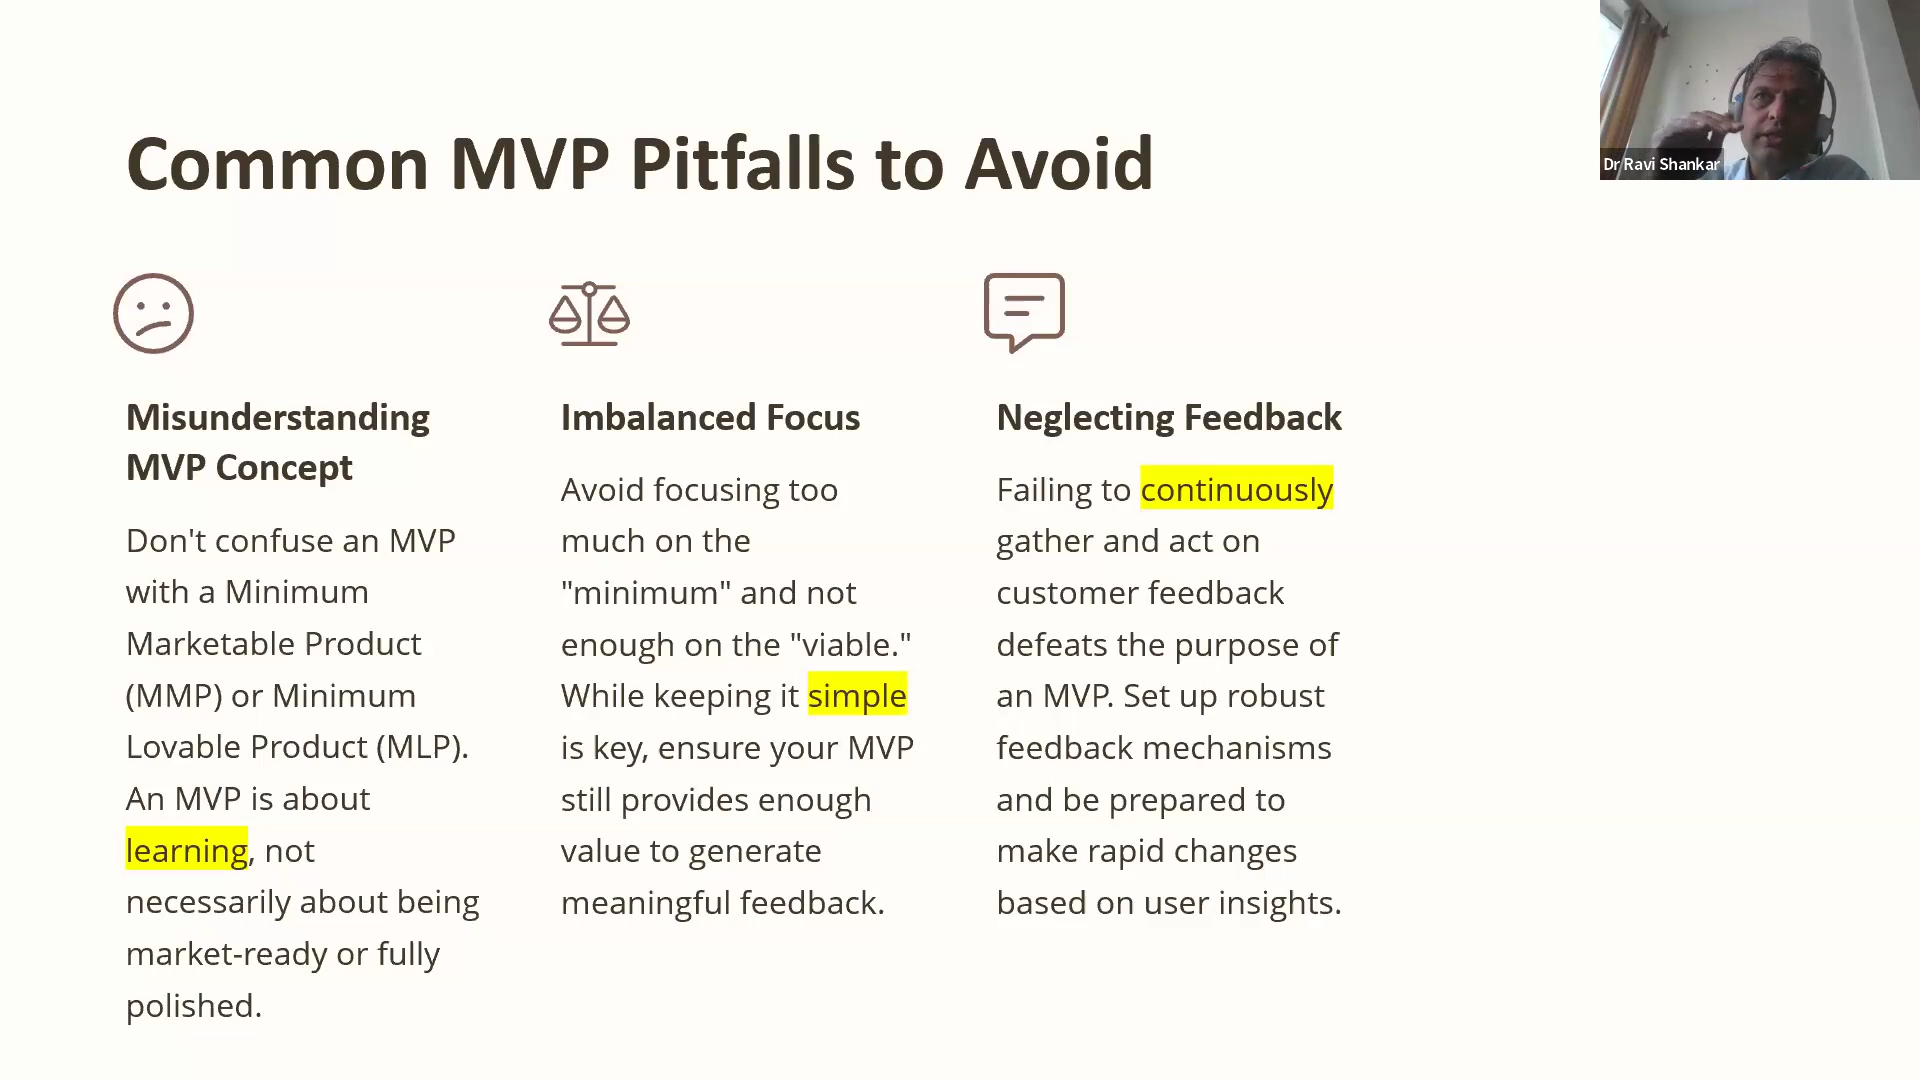 Common MVP Pitfalls to Avoid
Dr Ravi Shankar
Misunderstanding
MVP Concept
Don't confuse an MVP
with a Minimum
Marketable Product
(MMP) or Minimum
Lovable Product (MLP).
An MVP is about
learning, not
necessarily about being
market-ready or fully
polished.
Imbalanced Focus
Avoid focusing too
much on the
"minimum" and not
enough on the "viable."
While keeping it simple
is key, ensure your MVP
still provides enough
value to generate
meaningful feedback.
Neglecting Feedback
Failing to continuously
gather and act on
customer feedback
defeats the purpose of
an MVP. Set up robust
feedback mechanisms
and be prepared to
make rapid changes
based on user insights.